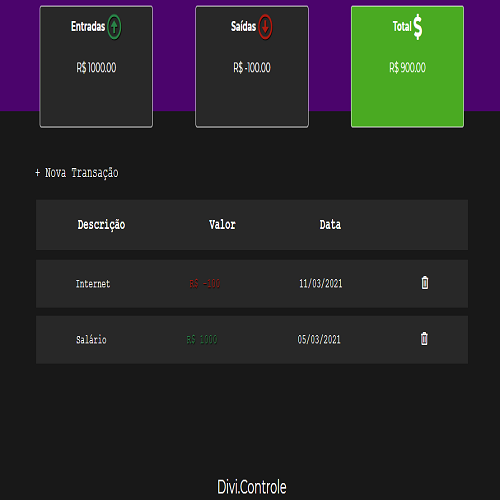 Entradas
R$ 1000.00
Saídas
R$ -100.00
Total
R$ 900.00
+ Nova Transação
Descrição Valor Data
Internet R$ -100 11/03/2021
Salário R$ 1000 05/03/2021
Divi.Controle